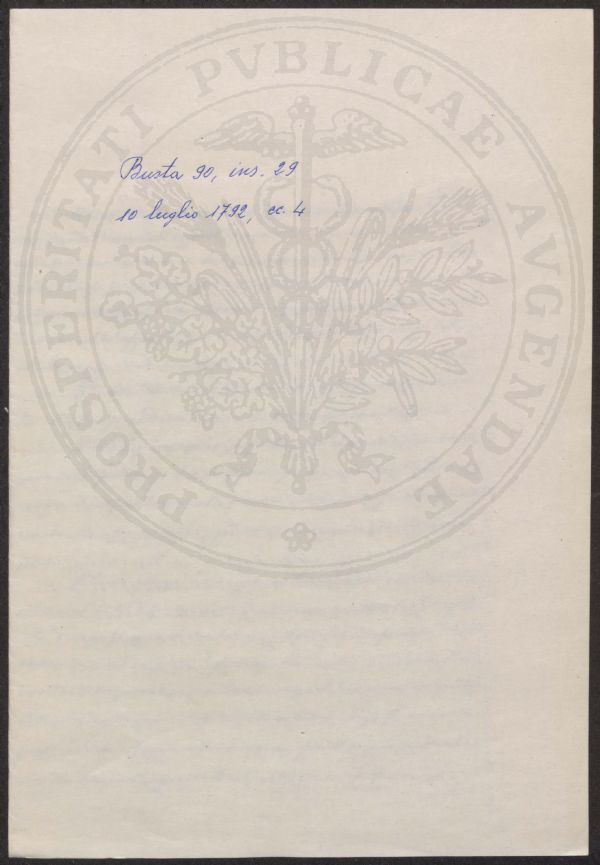 PROSPERITATI PVBLICAE AVGENDAE
Busta 90, ins. 29
10 luglio 1792, cc. 4